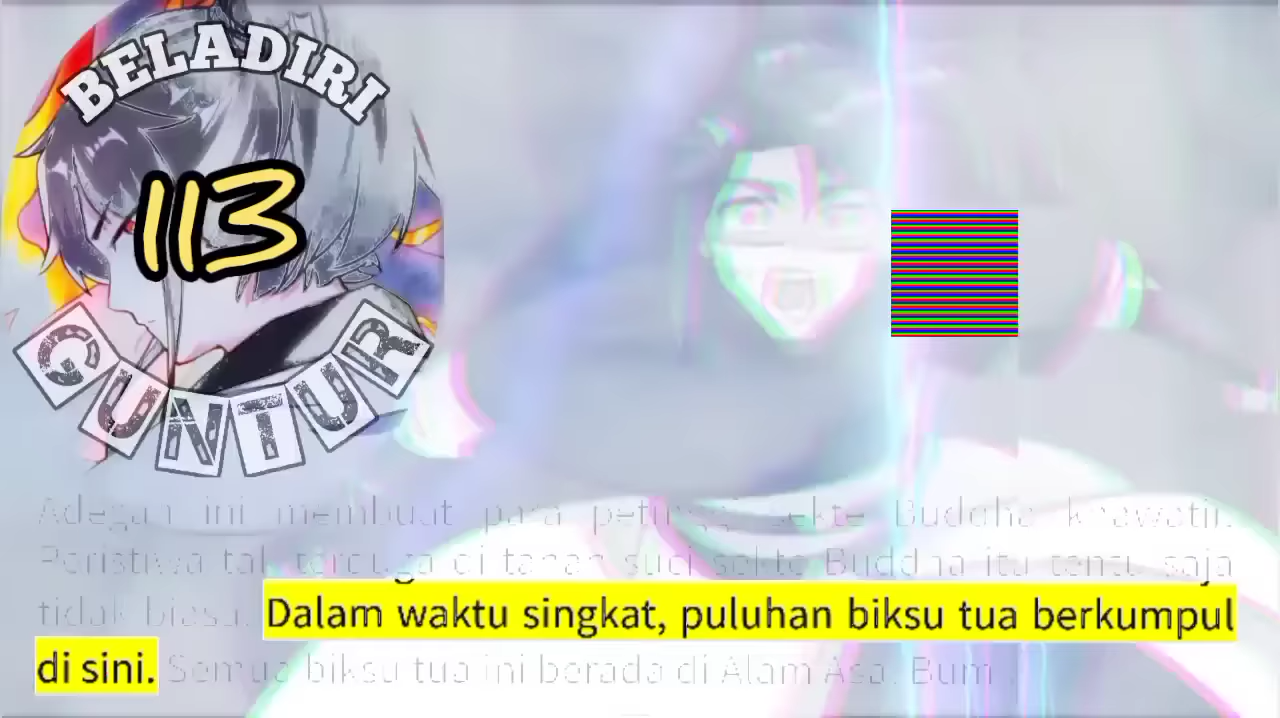 BELADIRI
113
GUNTUR
Adegan ini membuat para petinggi sekte Buddha khawatir.
Peristiwa tak terduga di tanah suci sekte Buddha itu tentu saja
tidak biasa. Dalam waktu singkat, puluhan biksu tua berkumpul
di sini. Semua biksu tua ini berada di Alam Asa. Bum